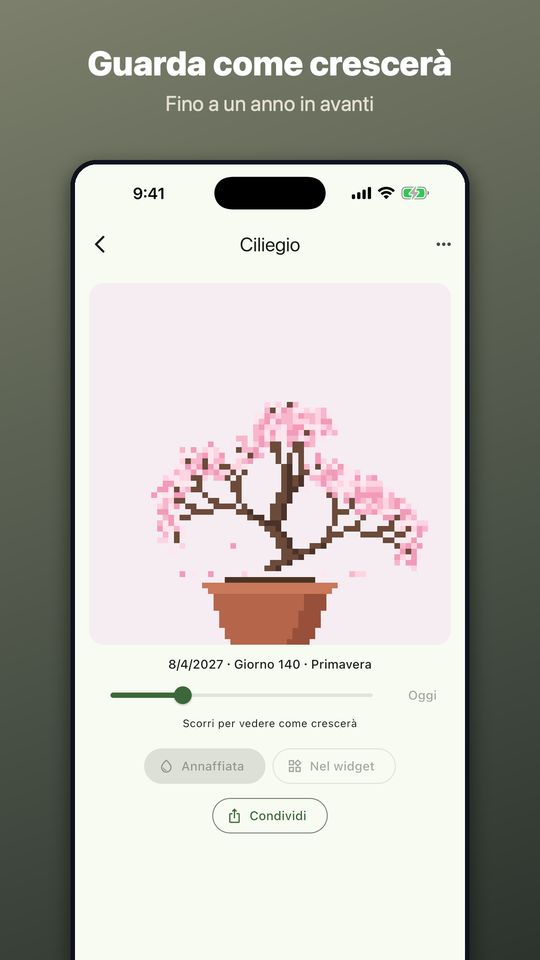 Guarda come crescerà
Fino a un anno in avanti
9:41
Ciliegio
8/4/2027 · Giorno 140 · Primavera
Oggi
Scorri per vedere come crescerà
Annaffiata
Nel widget
Condividi